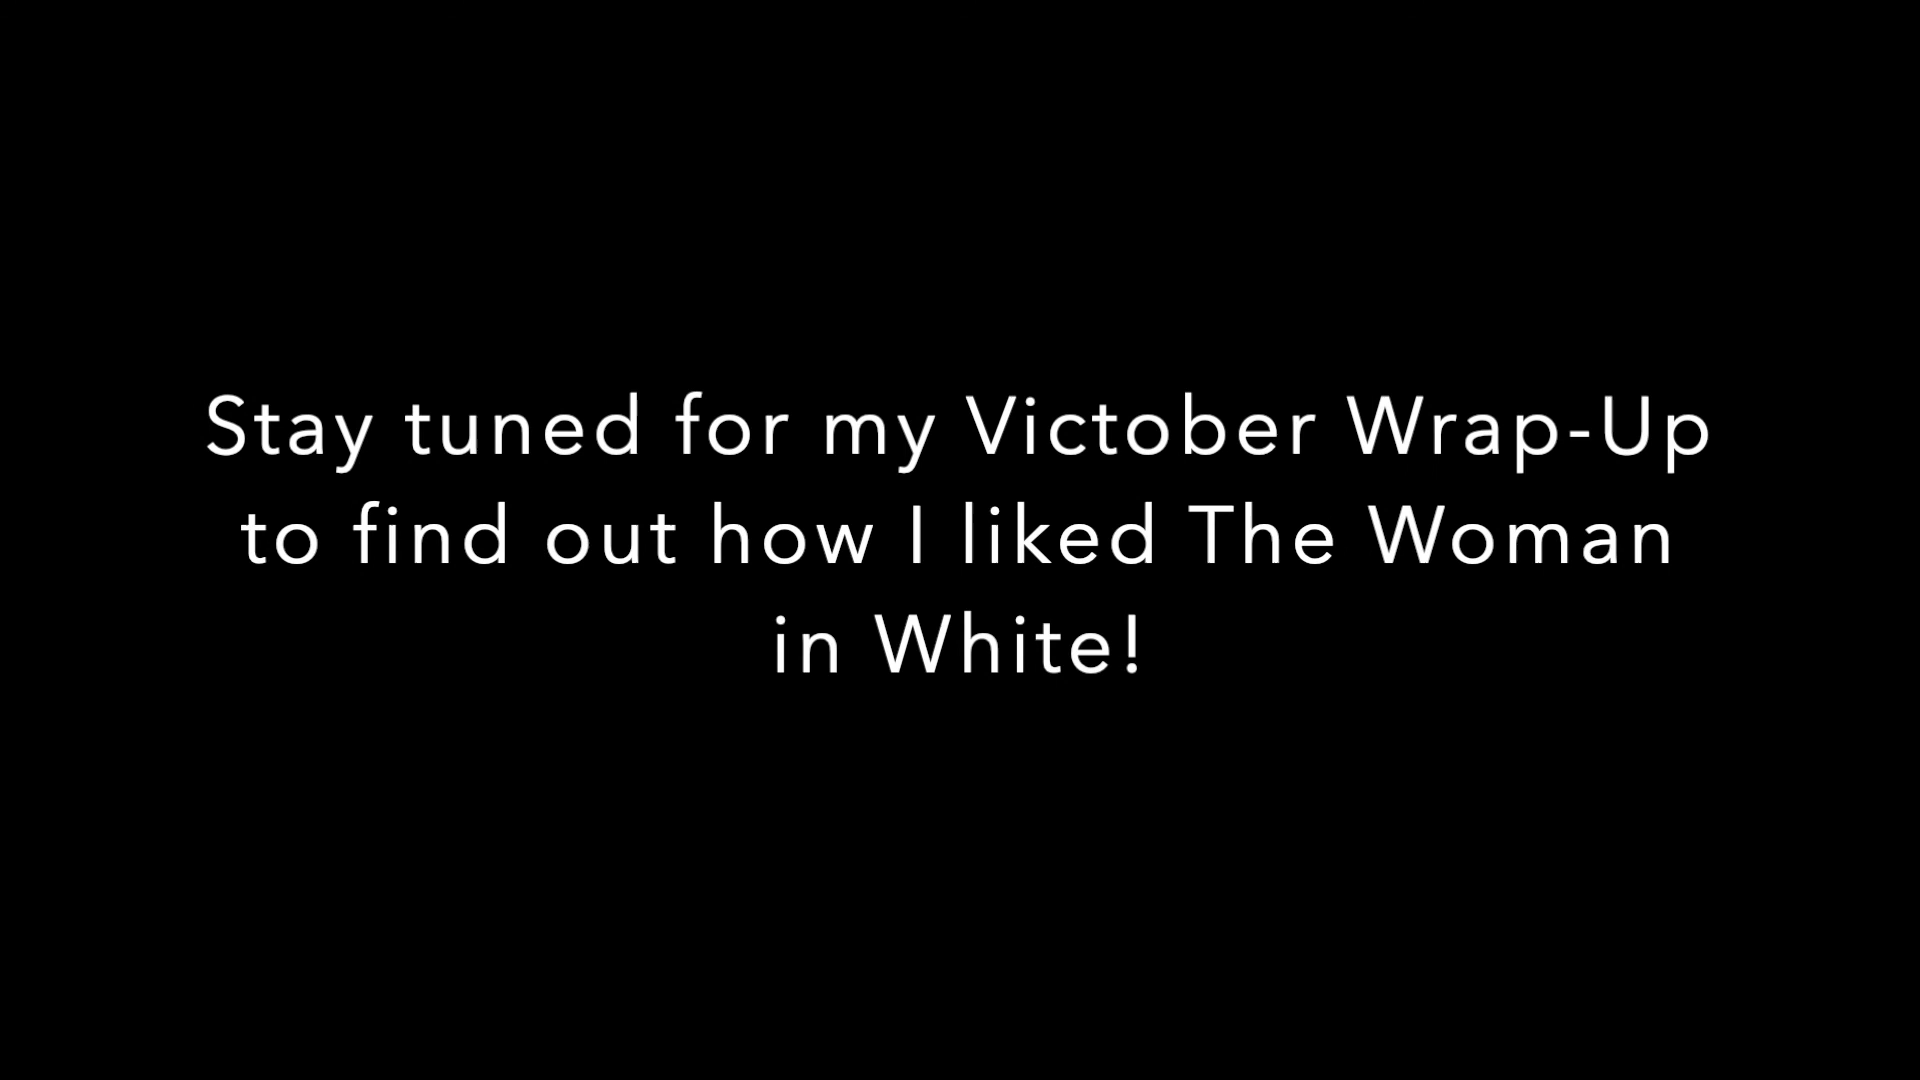 Stay tuned for my Victober Wrap-Up
to find out how I liked The Woman
in White!